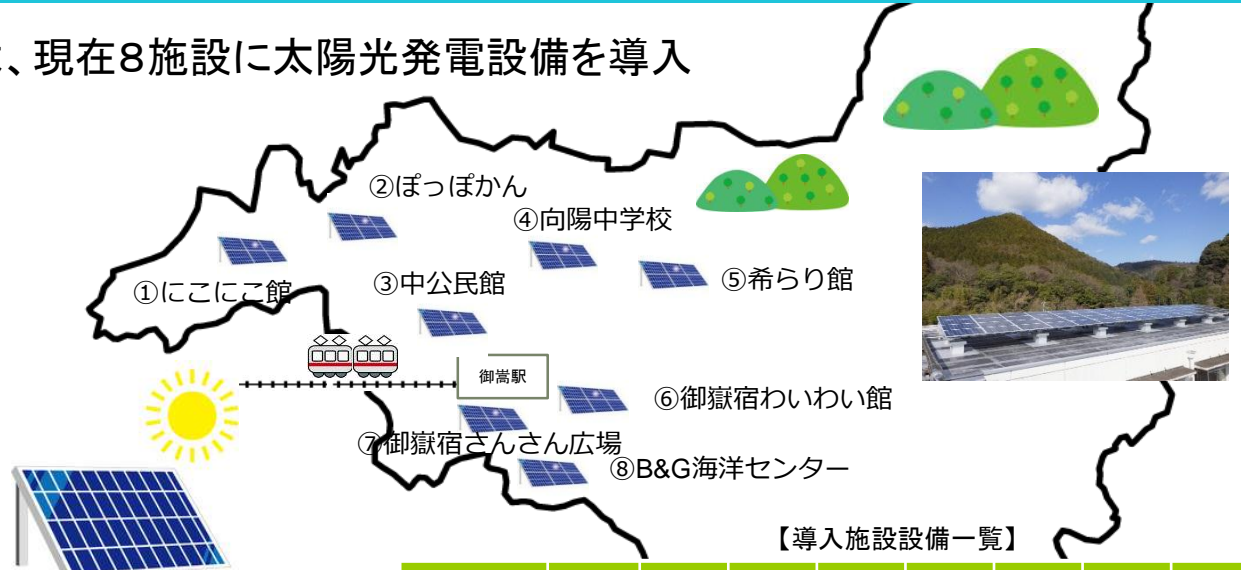 、現在８施設に太陽光発電設備を導入
②ぽっぽかん
④向陽中学校
①にこにこ館
③中公民館
⑤希らり館
御嵩駅
⑥御嶽宿わいわい館
⑦御嶽宿さんさん広場
⑧B&G海洋センター
【導入施設設備一覧】